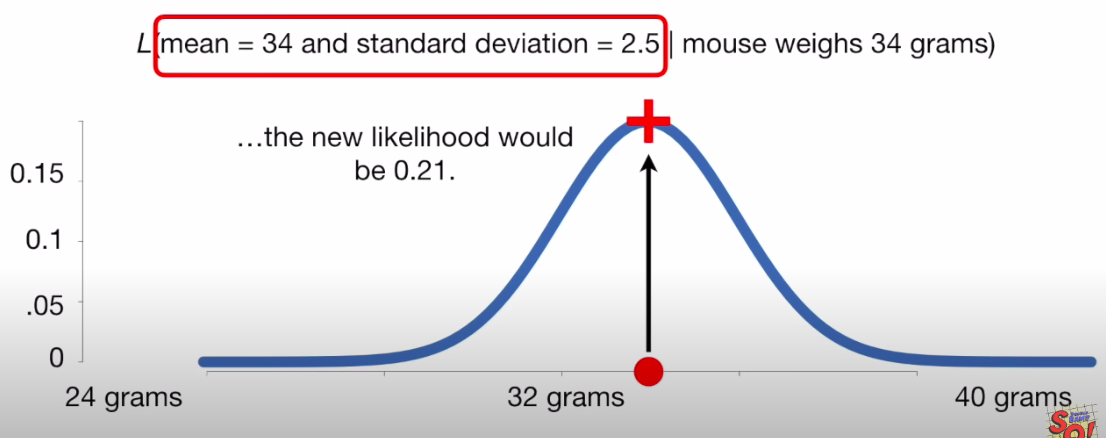 L(mean = 34 and standard deviation = 2.5 | mouse weighs 34 grams)
…the new likelihood would
be 0.21.
0.15
0.1
.05
0
24 grams
32 grams
40 grams